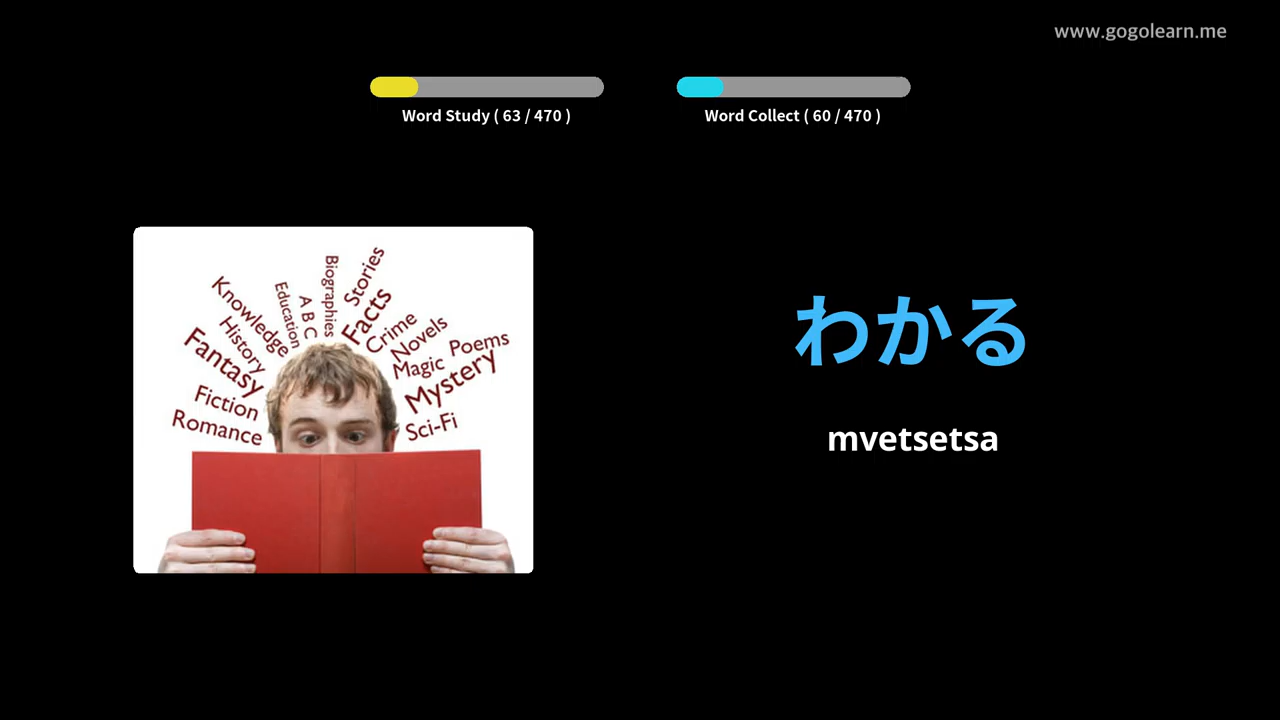 www.gogolearn.me
Word Study ( 63 / 470 )
Word Collect ( 60 / 470 )
Romance
Fiction
Fantasy
History
Knowledge
Education
A B C
Biographies
Stories
Facts
Crime
Novels
Magic
Poems
Mystery
Sci-Fi
わかる
mvetsetsa